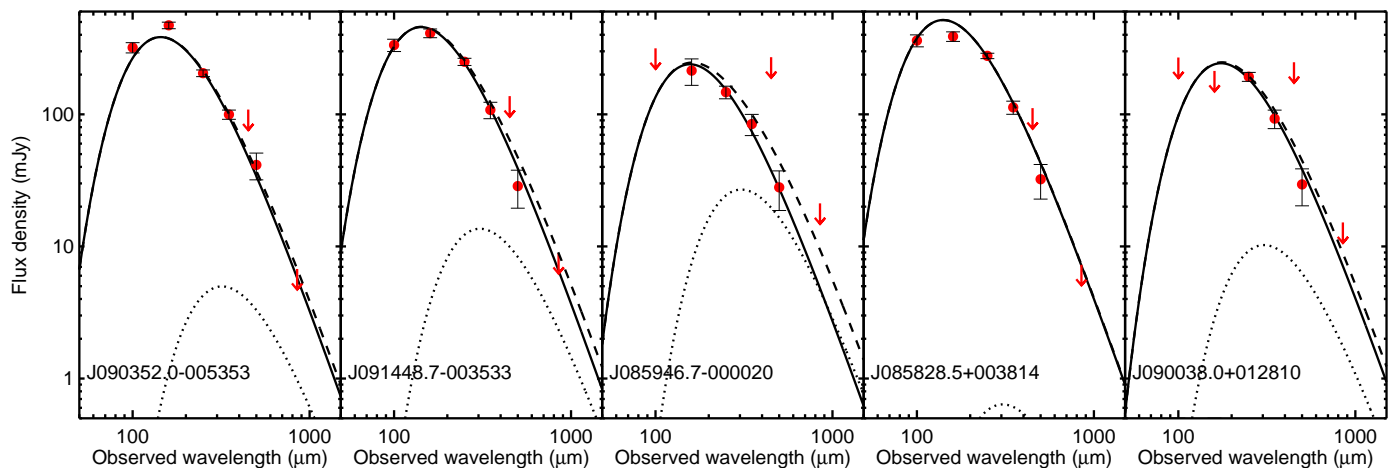 Flux density (mJy)
100
10
1
J090352.0-005353
J091448.7-003533
J085946.7-000020
J085828.5+003814
J090038.0+012810
100 1000
100 1000
100 1000
100 1000
100 1000
Observed wavelength (μm)
Observed wavelength (μm)
Observed wavelength (μm)
Observed wavelength (μm)
Observed wavelength (μm)